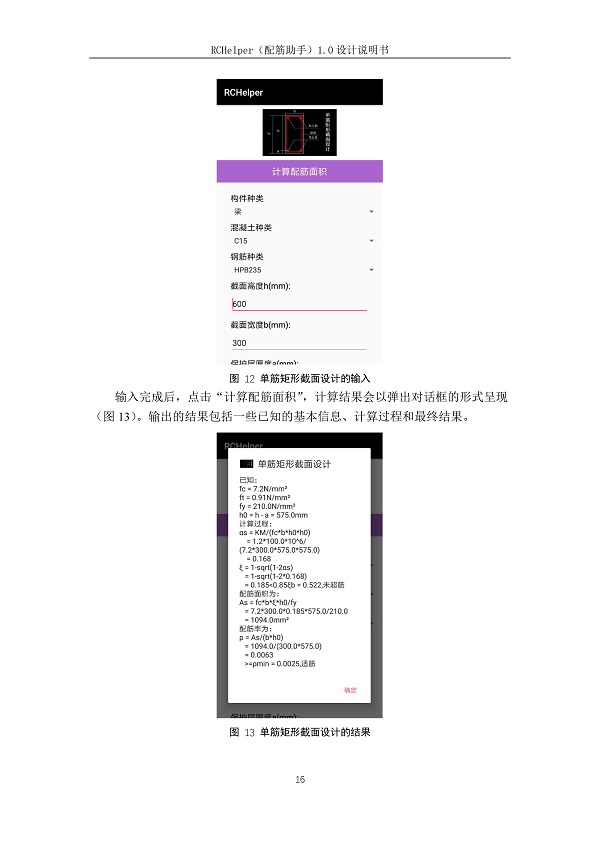 RCHelper（配筋助手）1.0 设计说明书
RCHelper
单筋矩形截面设计
计算配筋面积
构件种类
梁
混凝土种类
C15
钢筋种类
HPB235
截面高度h(mm):
600
截面宽度b(mm):
300
保护层厚度a(mm):
图 12 单筋矩形截面设计的输入
输入完成后，点击“计算配筋面积”，计算结果会以弹出对话框的形式呈现
（图 13）。输出的结果包括一些已知的基本信息、计算过程和最终结果。
RCHelper
单筋矩形截面设计
已知：
fc = 7.2N/mm²
ft = 0.91N/mm²
fy = 210.0N/mm²
h0 = h - a = 575.0mm
计算过程：
αs = KM/(fc*b*h0*h0)
= 1.2*100.0*10^6/
(7.2*300.0*575.0*575.0)
= 0.168
ξ = 1-sqrt(1-2αs)
= 1-sqrt(1-2*0.168)
= 0.185<0.85ξb = 0.522,未超筋
配筋面积为：
As = fc*b*ξ*h0/fy
= 7.2*300.0*0.185*575.0/210.0
= 1094.0mm²
配筋率为：
ρ = As/(b*h0)
= 1094.0/(300.0*575.0)
= 0.0063
>=ρmin = 0.0025,适筋
确定
保护层厚度a(mm):
图 13 单筋矩形截面设计的结果
16